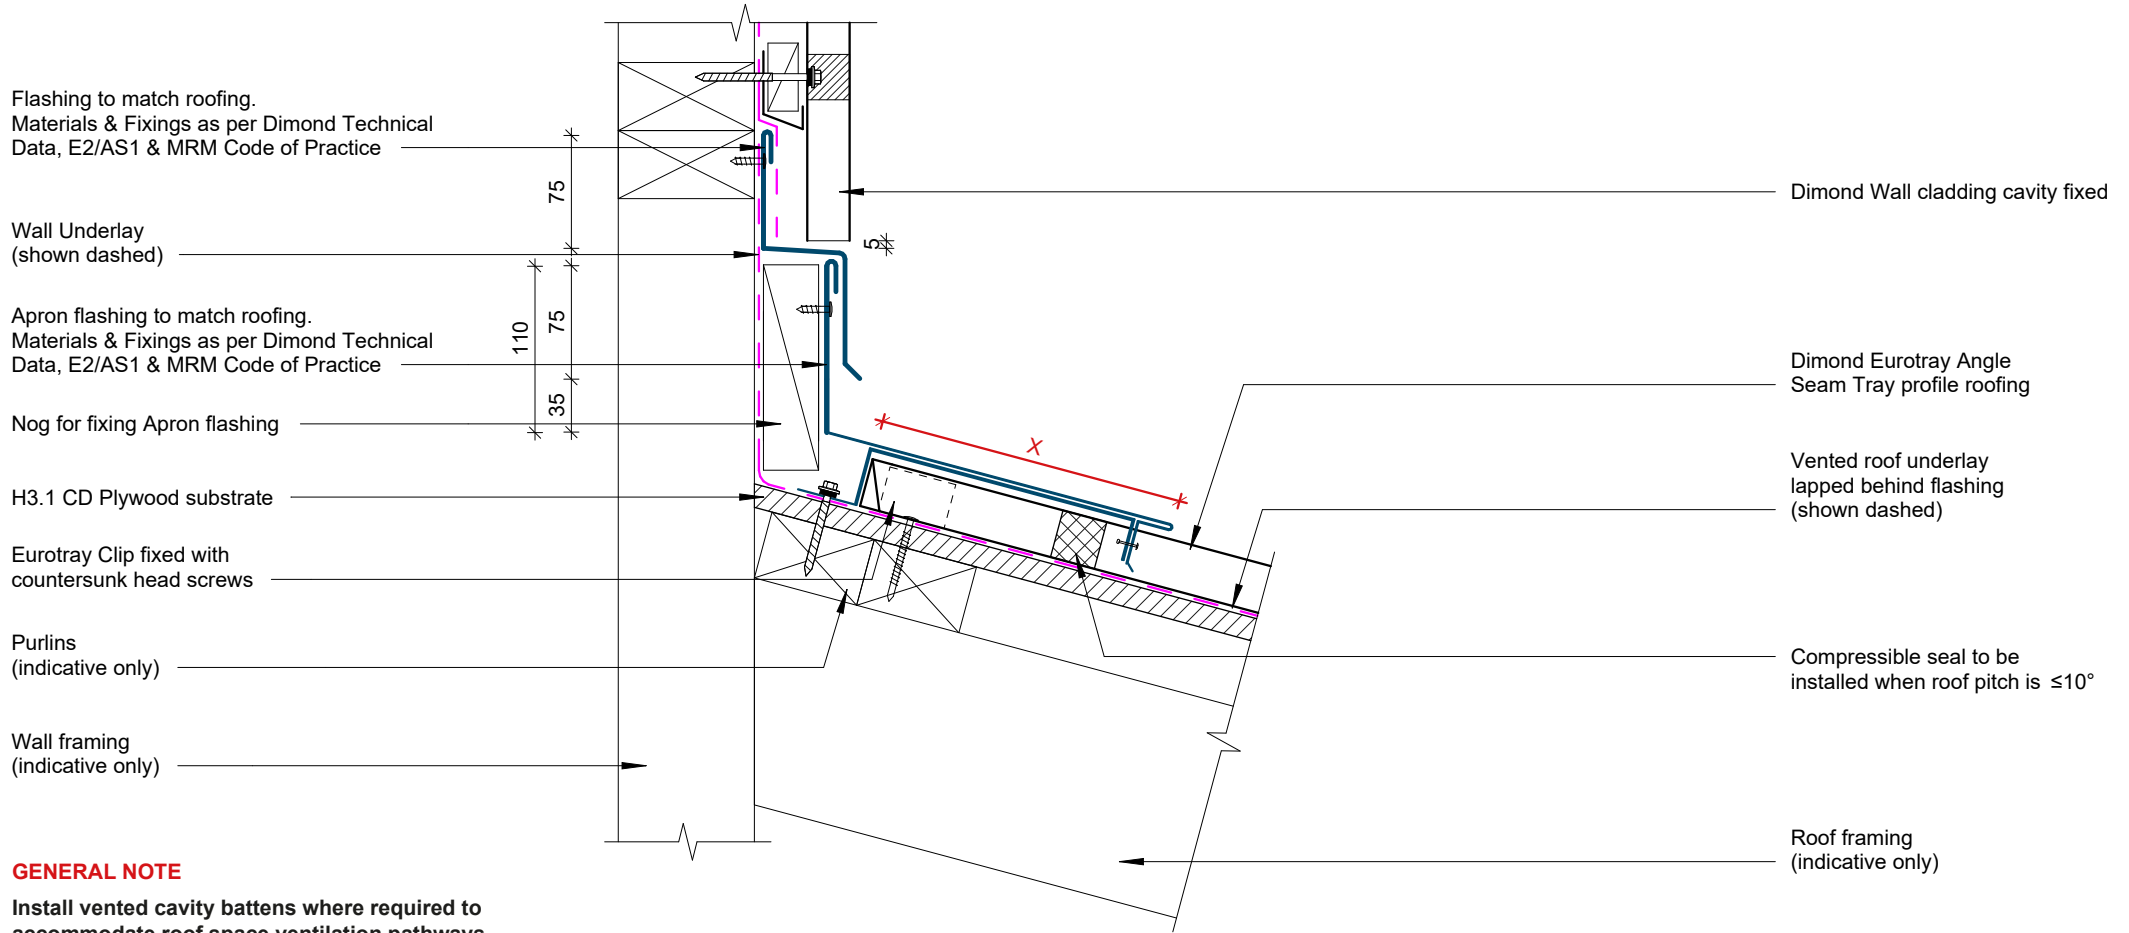 Flashing to match roofing.
Materials & Fixings as per Dimond Technical
Data, E2/AS1 & MRM Code of Practice
Wall Underlay
(shown dashed)
Apron flashing to match roofing.
Materials & Fixings as per Dimond Technical
Data, E2/AS1 & MRM Code of Practice
Nog for fixing Apron flashing
H3.1 CD Plywood substrate
Eurotray Clip fixed with
countersunk head screws
Purlins
(indicative only)
Wall framing
(indicative only)
GENERAL NOTE
Install vented cavity battens where required to
accommodate roof space ventilation pathways
75
110
75
35
5
X
Dimond Wall cladding cavity fixed
Dimond Eurotray Angle
Seam Tray profile roofing
Vented roof underlay
lapped behind flashing
(shown dashed)
Compressible seal to be
installed when roof pitch is ≤10°
Roof framing
(indicative only)